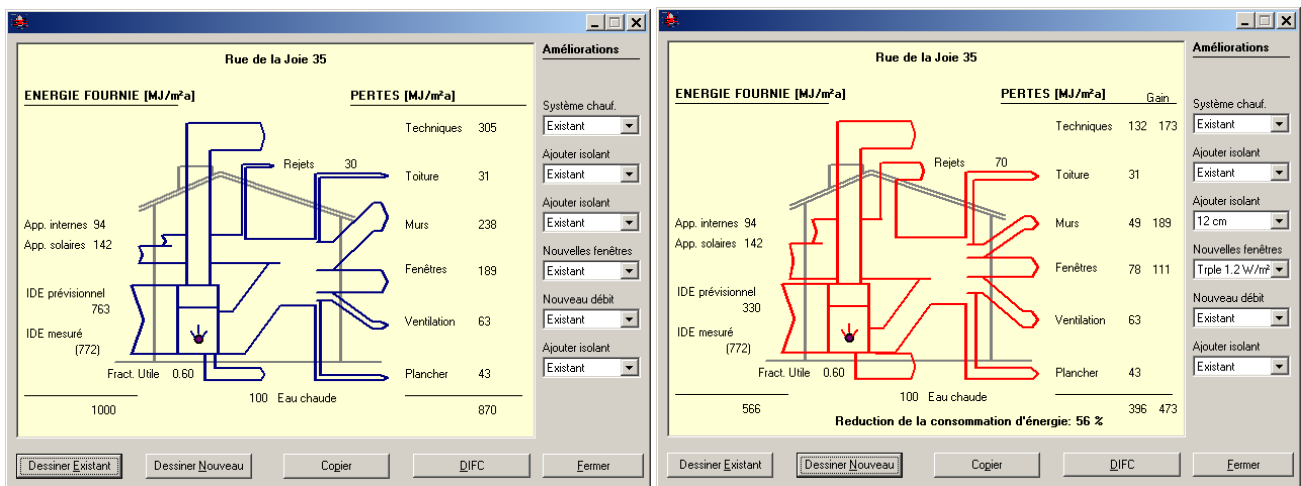 Rue de la Joie 35
ENERGIE FOURNIE [MJ/m²a] PERTES [MJ/m²a]
Techniques 305
Rejets 30
Toiture 31
App. internes 94
Murs 238
App. solaires 142
Fenêtres 189
IDE prévisionnel
763
Ventilation 63
IDE mesuré
(772)
Fract. Utile 0.60
Plancher 43
100 Eau chaude
1000 870
Améliorations
Système chauf.
Existant
Ajouter isolant
Existant
Ajouter isolant
Existant
Nouvelles fenêtres
Existant
Nouveau débit
Existant
Ajouter isolant
Existant
Dessiner Existant Dessiner Nouveau Copier DIFC Fermer
Rue de la Joie 35
ENERGIE FOURNIE [MJ/m²a] PERTES [MJ/m²a] Gain
Techniques 132 173
Rejets 70
Toiture 31
App. internes 94
Murs 49 189
App. solaires 142
Fenêtres 78 111
IDE prévisionnel
330
Ventilation 63
IDE mesuré
(772)
Fract. Utile 0.60
Plancher 43
100 Eau chaude
566 396 473
Reduction de la consommation d'énergie: 56 %
Améliorations
Système chauf.
Existant
Ajouter isolant
Existant
Ajouter isolant
12 cm
Nouvelles fenêtres
Trple 1.2 W/m²
Nouveau débit
Existant
Ajouter isolant
Existant
Dessiner Existant Dessiner Nouveau Copier DIFC Fermer